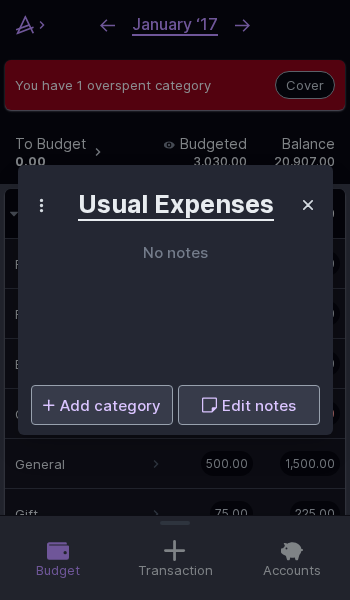 January ‘17
You have 1 overspent category
Cover
To Budget
Budgeted
Balance
0.00
3,030.00
20,907.00
Usual Expenses
No notes
Add category
Edit notes
General
500.00
1,500.00
Gift
75.00
225.00
Budget
Transaction
Accounts